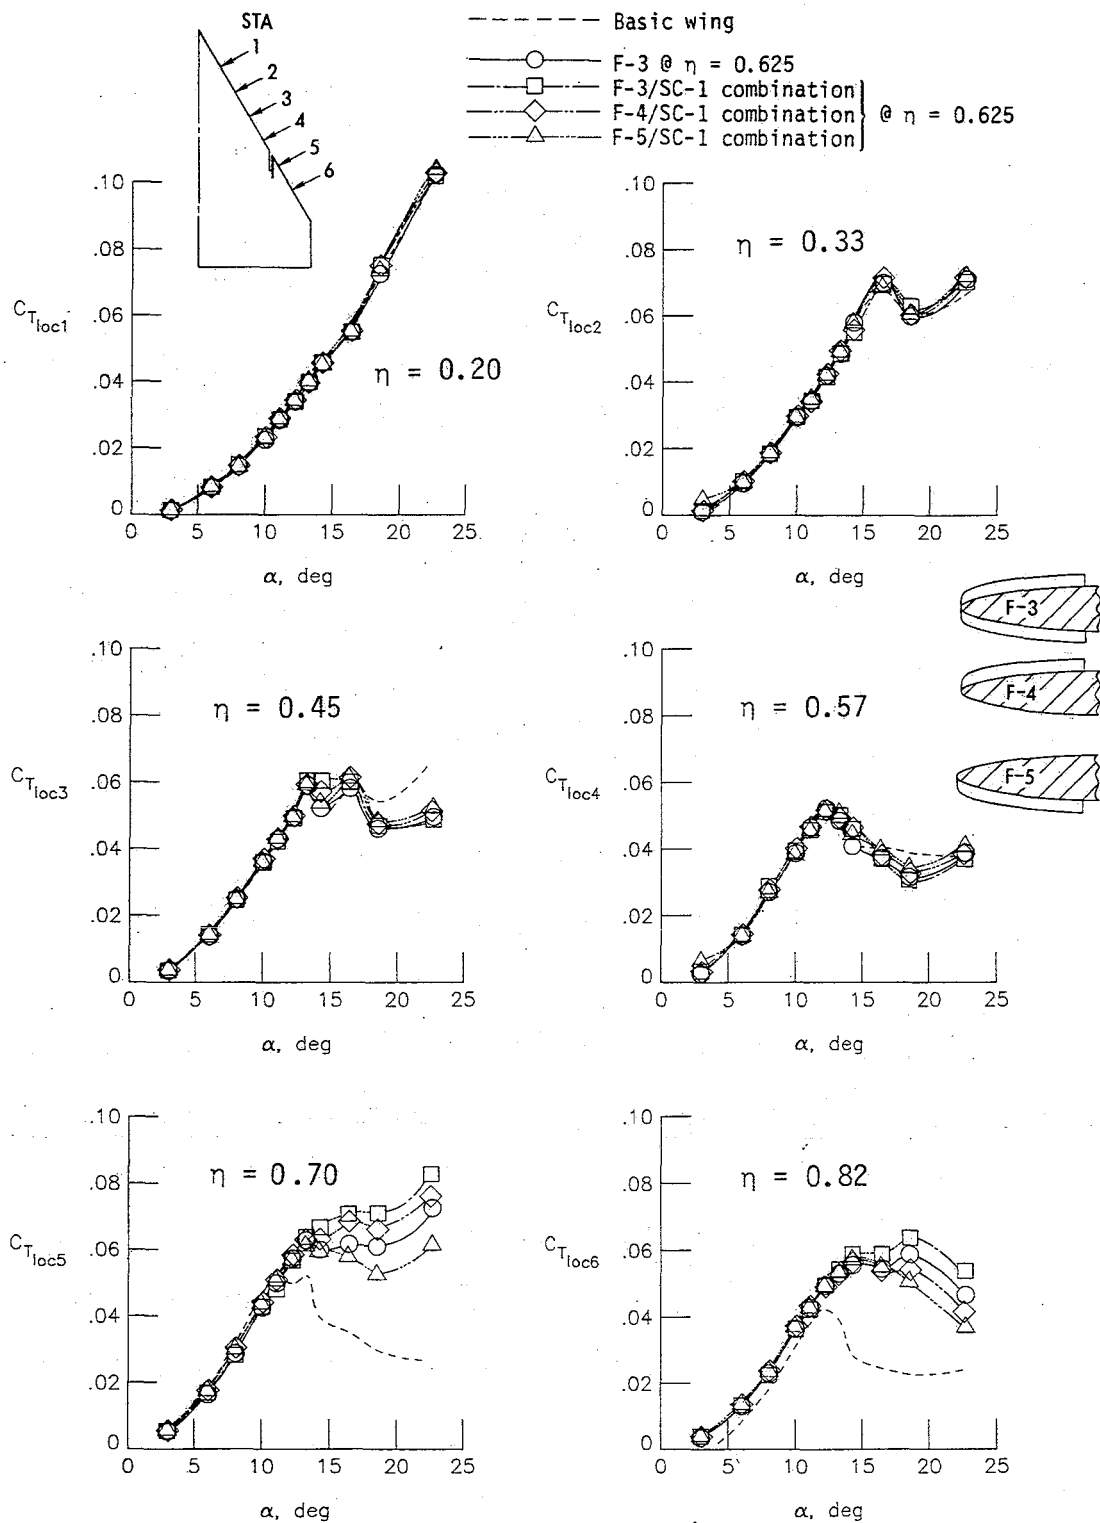 STA
1
2
3
4
5
6
Basic wing
F-3 @ η = 0.625
F-3/SC-1 combination
F-4/SC-1 combination @ η = 0.625
F-5/SC-1 combination
.10
.08
.06
.04
.02
0
C_T_loc1
η = 0.20
0 5 10 15 20 25
α, deg
.10
.08
.06
.04
.02
0
C_T_loc2
η = 0.33
0 5 10 15 20 25
α, deg
.10
.08
.06
.04
.02
0
C_T_loc3
η = 0.45
0 5 10 15 20 25
α, deg
.10
.08
.06
.04
.02
0
C_T_loc4
η = 0.57
0 5 10 15 20 25
α, deg
F-3
F-4
F-5
.10
.08
.06
.04
.02
0
C_T_loc5
η = 0.70
0 5 10 15 20 25
α, deg
.10
.08
.06
.04
.02
0
C_T_loc6
η = 0.82
0 5 10 15 20 25
α, deg